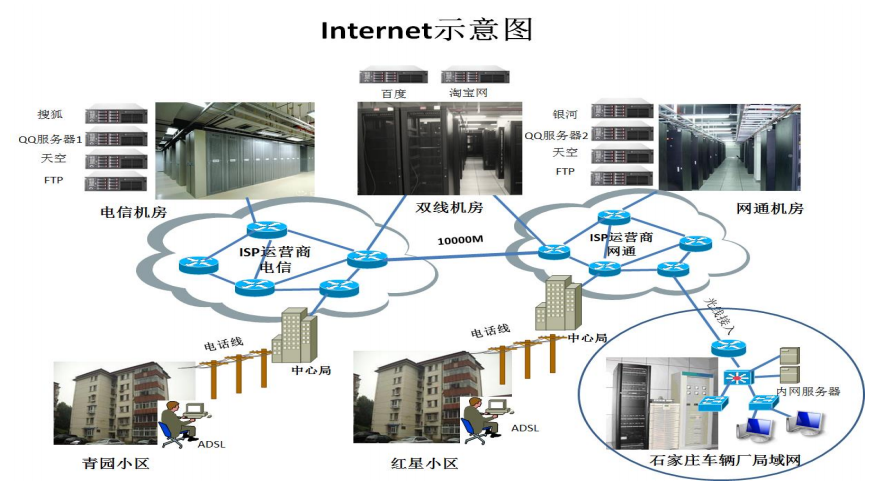 Internet示意图
百度
淘宝网
搜狐
QQ服务器1
天空
FTP
银河
QQ服务器2
天空
FTP
电信机房
双线机房
网通机房
ISP运营商
电信
10000M
ISP运营商
网通
光线接入
电话线
中心局
电话线
中心局
内网服务器
ADSL
ADSL
青园小区
红星小区
石家庄车辆厂局域网